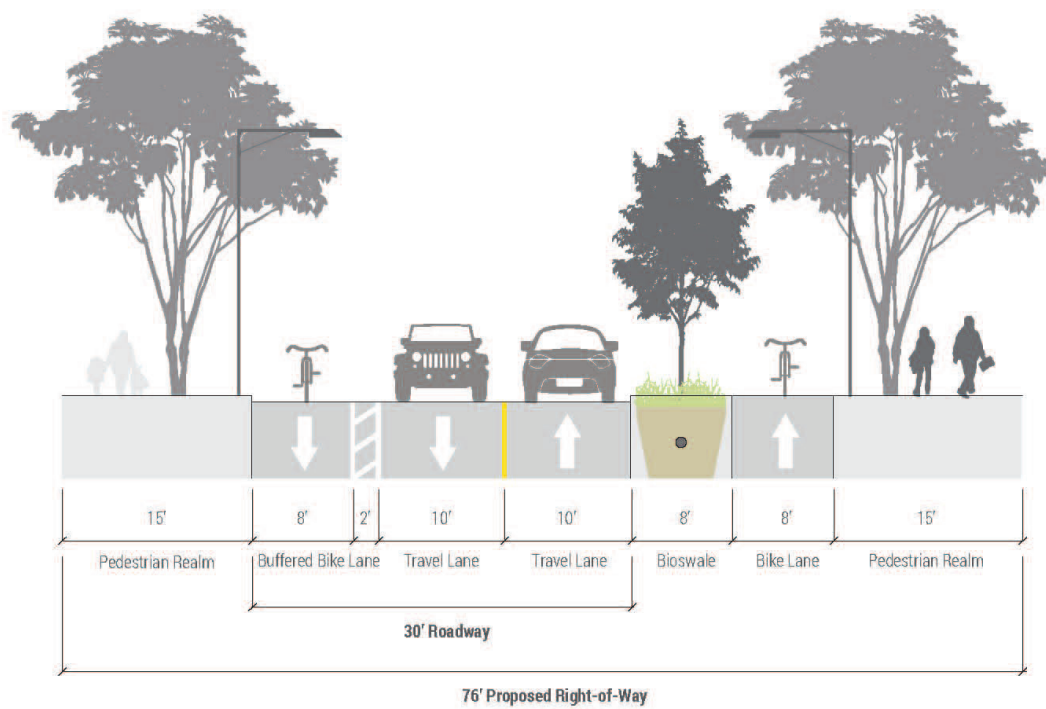 15' 8' 2' 10' 10' 8' 8' 15'
Pedestrian Realm Buffered Bike Lane Travel Lane Travel Lane Bioswale Bike Lane Pedestrian Realm
30' Roadway
76' Proposed Right-of-Way